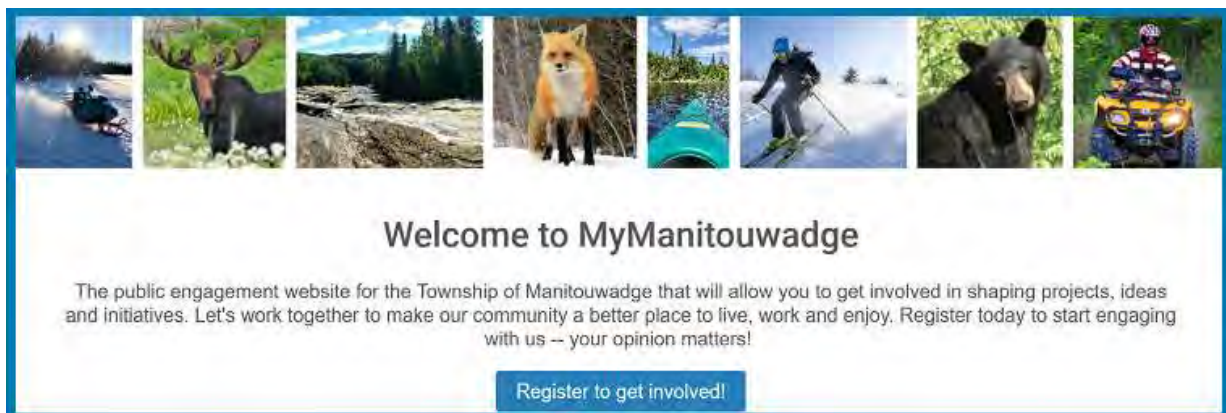 Welcome to MyManitouwadge
The public engagement website for the Township of Manitouwadge that will allow you to get involved in shaping projects, ideas
and initiatives. Let's work together to make our community a better place to live, work and enjoy. Register today to start engaging
with us -- your opinion matters!
Register to get involved!